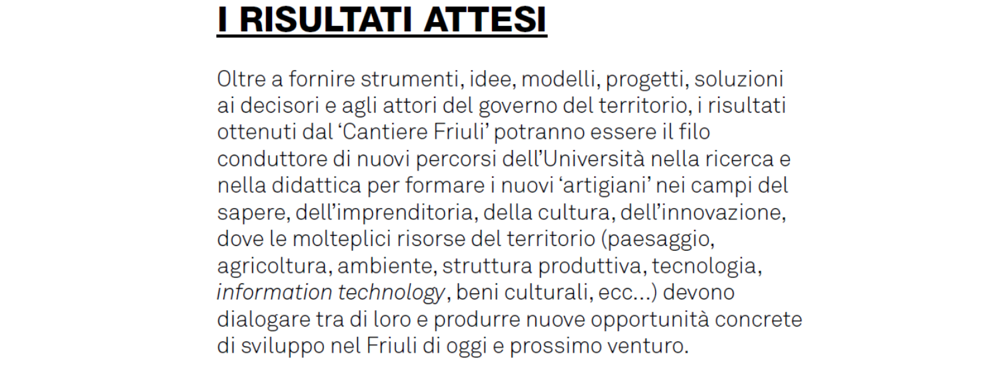 I RISULTATI ATTESI
Oltre a fornire strumenti, idee, modelli, progetti, soluzioni
ai decisori e agli attori del governo del territorio, i risultati
ottenuti dal ‘Cantiere Friuli’ potranno essere il filo
conduttore di nuovi percorsi dell’Università nella ricerca e
nella didattica per formare i nuovi ‘artigiani’ nei campi del
sapere, dell’imprenditoria, della cultura, dell’innovazione,
dove le molteplici risorse del territorio (paesaggio,
agricoltura, ambiente, struttura produttiva, tecnologia,
information technology, beni culturali, ecc...) devono
dialogare tra di loro e produrre nuove opportunità concrete
di sviluppo nel Friuli di oggi e prossimo venturo.